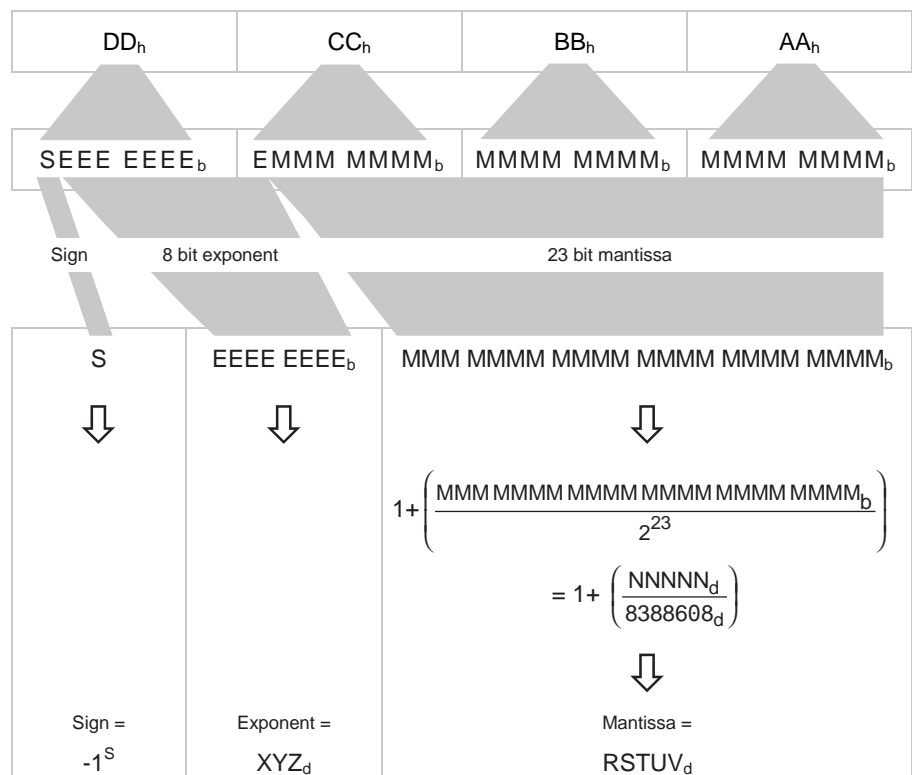 DDh CCh BBh AAh
SEEE EEEEb EMMM MMMMb MMMM MMMMb MMMM MMMMb
Sign 8 bit exponent 23 bit mantissa
S EEEE EEEEb MMM MMMM MMMM MMMM MMMM MMMMb
1+(MMM MMMM MMMM MMMM MMMM MMMMb
2^23)
= 1+ (NNNNNd
8388608d)
Sign = Exponent = Mantissa =
-1^S XYZd RSTUVd